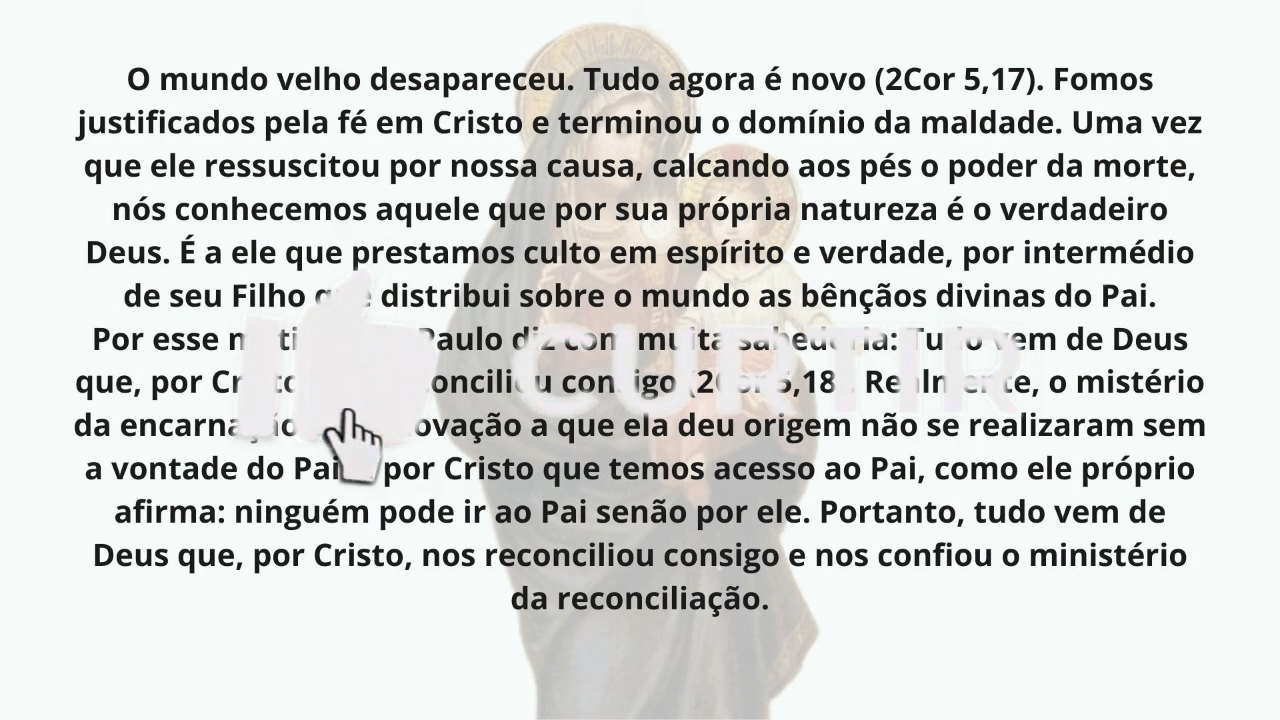 O mundo velho desapareceu. Tudo agora é novo (2Cor 5,17). Fomos
justificados pela fé em Cristo e terminou o domínio da maldade. Uma vez
que ele ressuscitou por nossa causa, calcando aos pés o poder da morte,
nós conhecemos aquele que por sua própria natureza é o verdadeiro
Deus. É a ele que prestamos culto em espírito e verdade, por intermédio
de seu Filho que distribui sobre o mundo as bênçãos divinas do Pai.
Por esse Paulo diz com muita sabedoria: Tudo vem de Deus
que, por Cristo reconciliou consigo (2Cor 5,18). Realmente, o mistério
da encarnação a que ela deu origem não se realizaram sem
a vontade do Pai por Cristo que temos acesso ao Pai, como ele próprio
afirma: ninguém pode ir ao Pai senão por ele. Portanto, tudo vem de
Deus que, por Cristo, nos reconciliou consigo e nos confiou o ministério
da reconciliação.
CURTIR